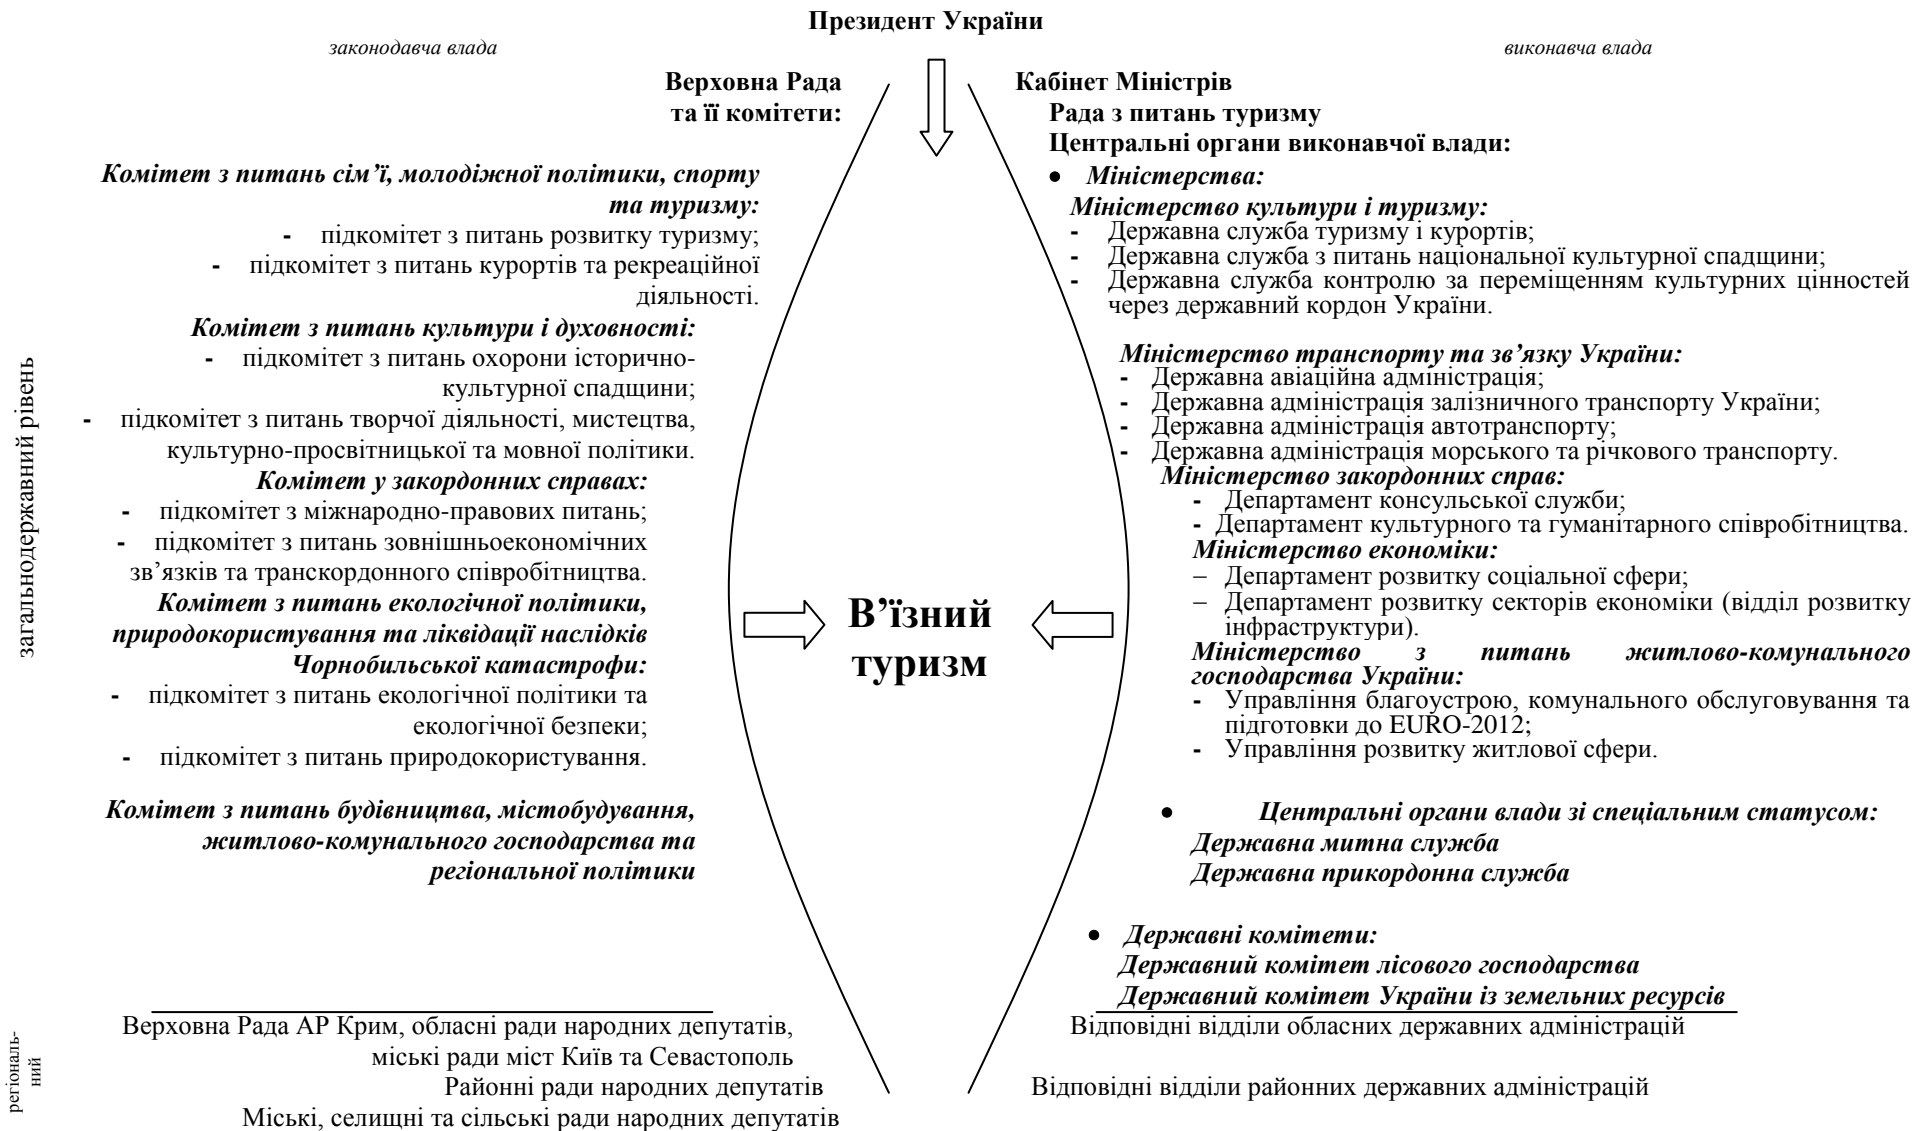 Президент України
законодавча влада
виконавча влада
Верховна Рада
та її комітети:
Комітет з питань сім’ї, молодіжної політики, спорту
та туризму:
- підкомітет з питань розвитку туризму;
- підкомітет з питань курортів та рекреаційної
діяльності.
Комітет з питань культури і духовності:
- підкомітет з питань охорони історично-
культурної спадщини;
- підкомітет з питань творчої діяльності, мистецтва,
культурно-просвітницької та мовної політики.
Комітет у закордонних справах:
- підкомітет з міжнародно-правових питань;
- підкомітет з питань зовнішньоекономічних
зв’язків та транскордонного співробітництва.
Комітет з питань екологічної політики,
природокористування та ліквідації наслідків
Чорнобильської катастрофи:
- підкомітет з питань екологічної політики та
екологічної безпеки;
- підкомітет з питань природокористування.
Комітет з питань будівництва, містобудування,
житлово-комунального господарства та
регіональної політики
В’їзний
туризм
Кабінет Міністрів
Рада з питань туризму
Центральні органи виконавчої влади:
• Міністерства:
Міністерство культури і туризму:
- Державна служба туризму і курортів;
- Державна служба з питань національної культурної спадщини;
- Державна служба контролю за переміщенням культурних цінностей
через державний кордон України.
Міністерство транспорту та зв’язку України:
- Державна авіаційна адміністрація;
- Державна адміністрація залізничного транспорту України;
- Державна адміністрація автотранспорту;
- Державна адміністрація морського та річкового транспорту.
Міністерство закордонних справ:
- Департамент консульської служби;
- Департамент культурного та гуманітарного співробітництва.
Міністерство економіки:
– Департамент розвитку соціальної сфери;
– Департамент розвитку секторів економіки (відділ розвитку
інфраструктури).
Міністерство з питань житлово-комунального
господарства України:
- Управління благоустрою, комунального обслуговування та
підготовки до EURO-2012;
- Управління розвитку житлової сфери.
• Центральні органи влади зі спеціальним статусом:
Державна митна служба
Державна прикордонна служба
• Державні комітети:
Державний комітет лісового господарства
Державний комітет України із земельних ресурсів
загальнодержавний рівень
Верховна Рада АР Крим, обласні ради народних депутатів,
міські ради міст Київ та Севастополь
Районні ради народних депутатів
Міські, селищні та сільські ради народних депутатів
Відповідні відділи обласних державних адміністрацій
Відповідні відділи районних державних адміністрацій
регіональ-
ний